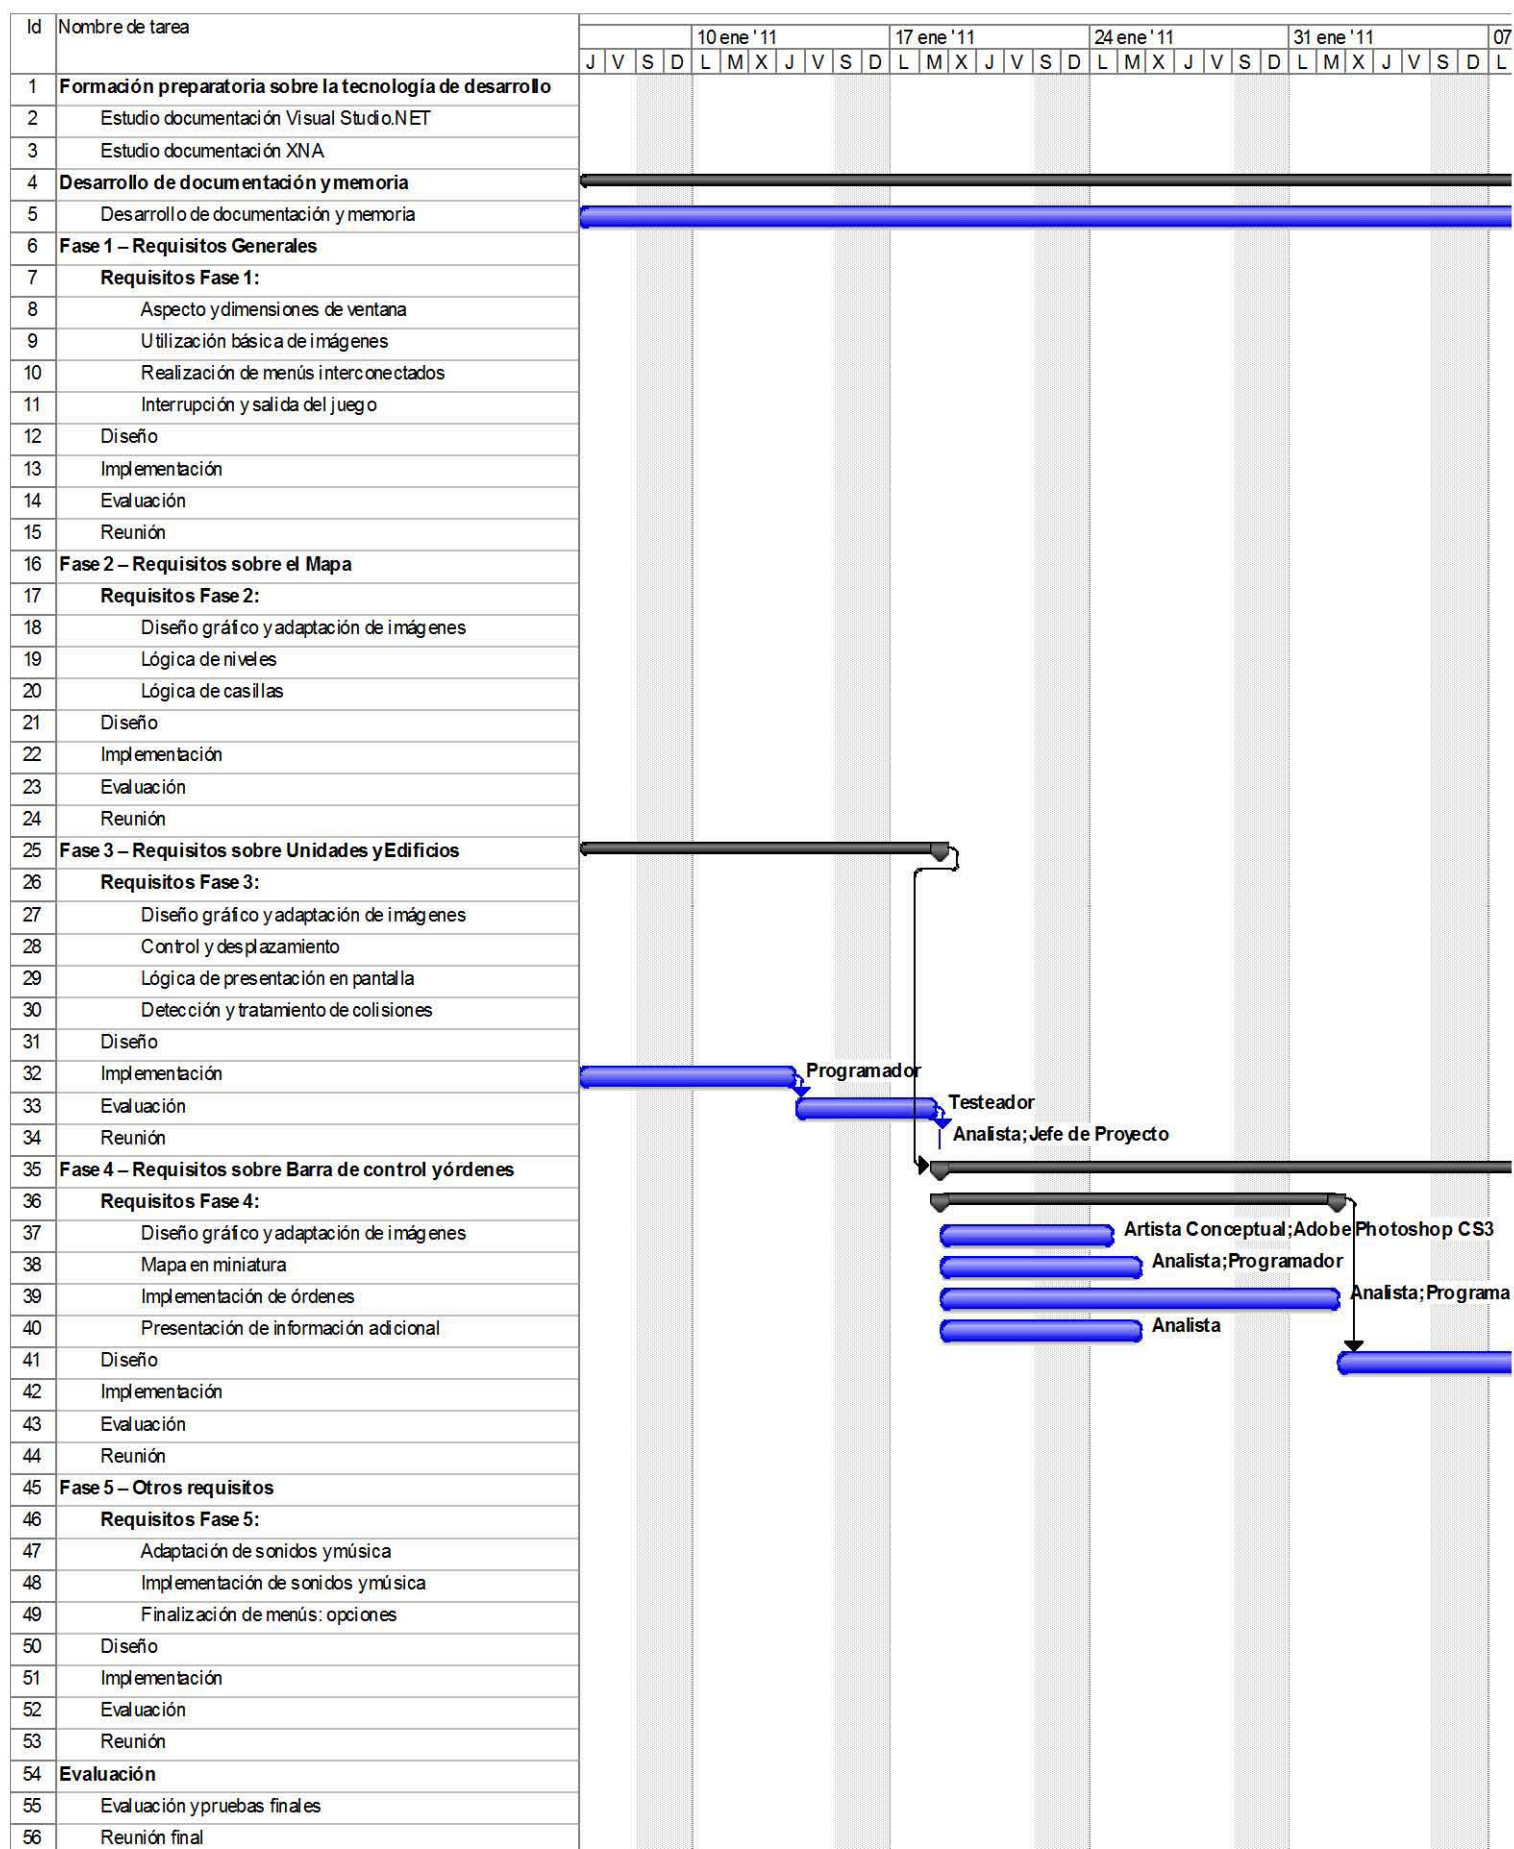 Id Nombre de tarea
10 ene '11 17 ene '11 24 ene '11 31 ene '11 07
J V S D L M X J V S D L M X J V S D L M X J V S D L M X J V S D L
1 Formación preparatoria sobre la tecnología de desarrollo
2 Estudio documentación Visual Studio.NET
3 Estudio documentación XNA
4 Desarrollo de documentación y memoria
5 Desarrollo de documentación y memoria
6 Fase 1 – Requisitos Generales
7 Requisitos Fase 1:
8 Aspecto y dimensiones de ventana
9 Utilización básica de imágenes
10 Realización de menús interconectados
11 Interrupción y salida del juego
12 Diseño
13 Implementación
14 Evaluación
15 Reunión
16 Fase 2 – Requisitos sobre el Mapa
17 Requisitos Fase 2:
18 Diseño gráfico y adaptación de imágenes
19 Lógica de niveles
20 Lógica de casillas
21 Diseño
22 Implementación
23 Evaluación
24 Reunión
25 Fase 3 – Requisitos sobre Unidades y Edificios
26 Requisitos Fase 3:
27 Diseño gráfico y adaptación de imágenes
28 Control y desplazamiento
29 Lógica de presentación en pantalla
30 Detección y tratamiento de colisiones
31 Diseño
32 Implementación Programador
33 Evaluación Testeador
34 Reunión Analista;Jefe de Proyecto
35 Fase 4 – Requisitos sobre Barra de control y órdenes
36 Requisitos Fase 4:
37 Diseño gráfico y adaptación de imágenes Artista Conceptual;Adobe Photoshop CS3
38 Mapa en miniatura Analista;Programador
39 Implementación de órdenes Analista;Programa
40 Presentación de información adicional Analista
41 Diseño
42 Implementación
43 Evaluación
44 Reunión
45 Fase 5 – Otros requisitos
46 Requisitos Fase 5:
47 Adaptación de sonidos y música
48 Implementación de sonidos y música
49 Finalización de menús: opciones
50 Diseño
51 Implementación
52 Evaluación
53 Reunión
54 Evaluación
55 Evaluación y pruebas finales
56 Reunión final